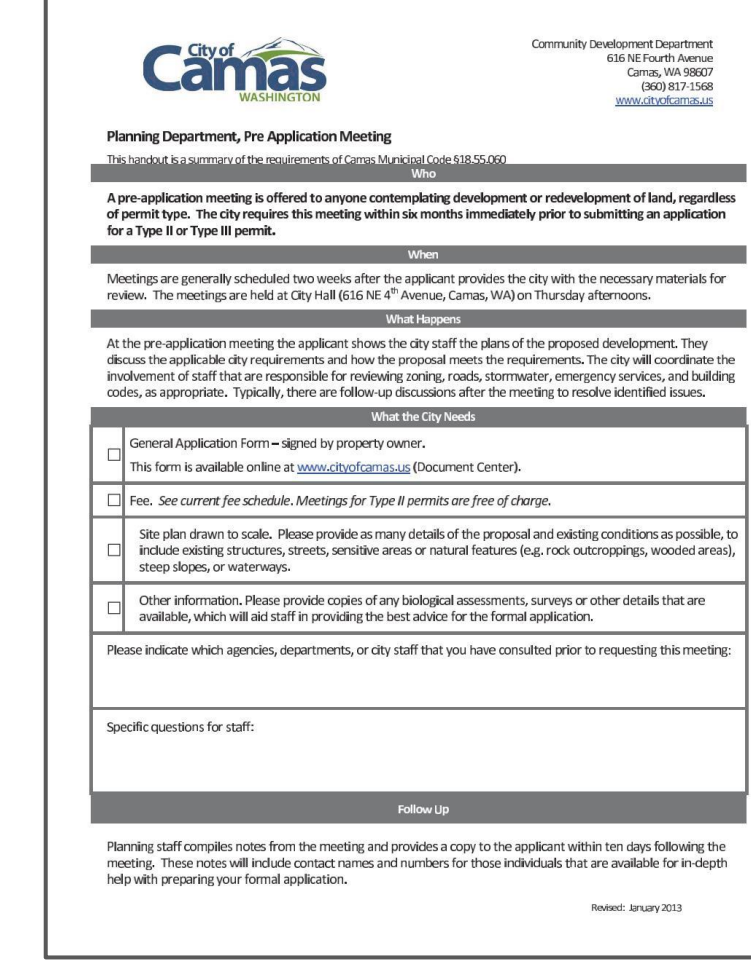 City of
Camas
WASHINGTON
Community Development Department
616 NE Fourth Avenue
Camas, WA 98607
(360) 817-1568
www.cityofcamas.us
Planning Department, Pre Application Meeting
This handout is a summary of the requirements of Camas Municipal Code §18.55.060
Who
A pre-application meeting is offered to anyone contemplating development or redevelopment of land, regardless
of permit type. The city requires this meeting within six months immediately prior to submitting an application
for a Type II or Type III permit.
When
Meetings are generally scheduled two weeks after the applicant provides the city with the necessary materials for
review. The meetings are held at City Hall (616 NE 4th Avenue, Camas, WA) on Thursday afternoons.
What Happens
At the pre-application meeting the applicant shows the city staff the plans of the proposed development. They
discuss the applicable city requirements and how the proposal meets the requirements. The city will coordinate the
involvement of staff that are responsible for reviewing zoning, roads, stormwater, emergency services, and building
codes, as appropriate. Typically, there are follow-up discussions after the meeting to resolve identified issues.
What the City Needs
General Application Form – signed by property owner.
This form is available online at www.cityofcamas.us (Document Center).
Fee. See current fee schedule. Meetings for Type II permits are free of charge.
Site plan drawn to scale. Please provide as many details of the proposal and existing conditions as possible, to
include existing structures, streets, sensitive areas or natural features (e.g. rock outcroppings, wooded areas),
steep slopes, or waterways.
Other information. Please provide copies of any biological assessments, surveys or other details that are
available, which will aid staff in providing the best advice for the formal application.
Please indicate which agencies, departments, or city staff that you have consulted prior to requesting this meeting:
Specific questions for staff:
Follow Up
Planning staff compiles notes from the meeting and provides a copy to the applicant within ten days following the
meeting. These notes will include contact names and numbers for those individuals that are available for in-depth
help with preparing your formal application.
Revised: January 2013